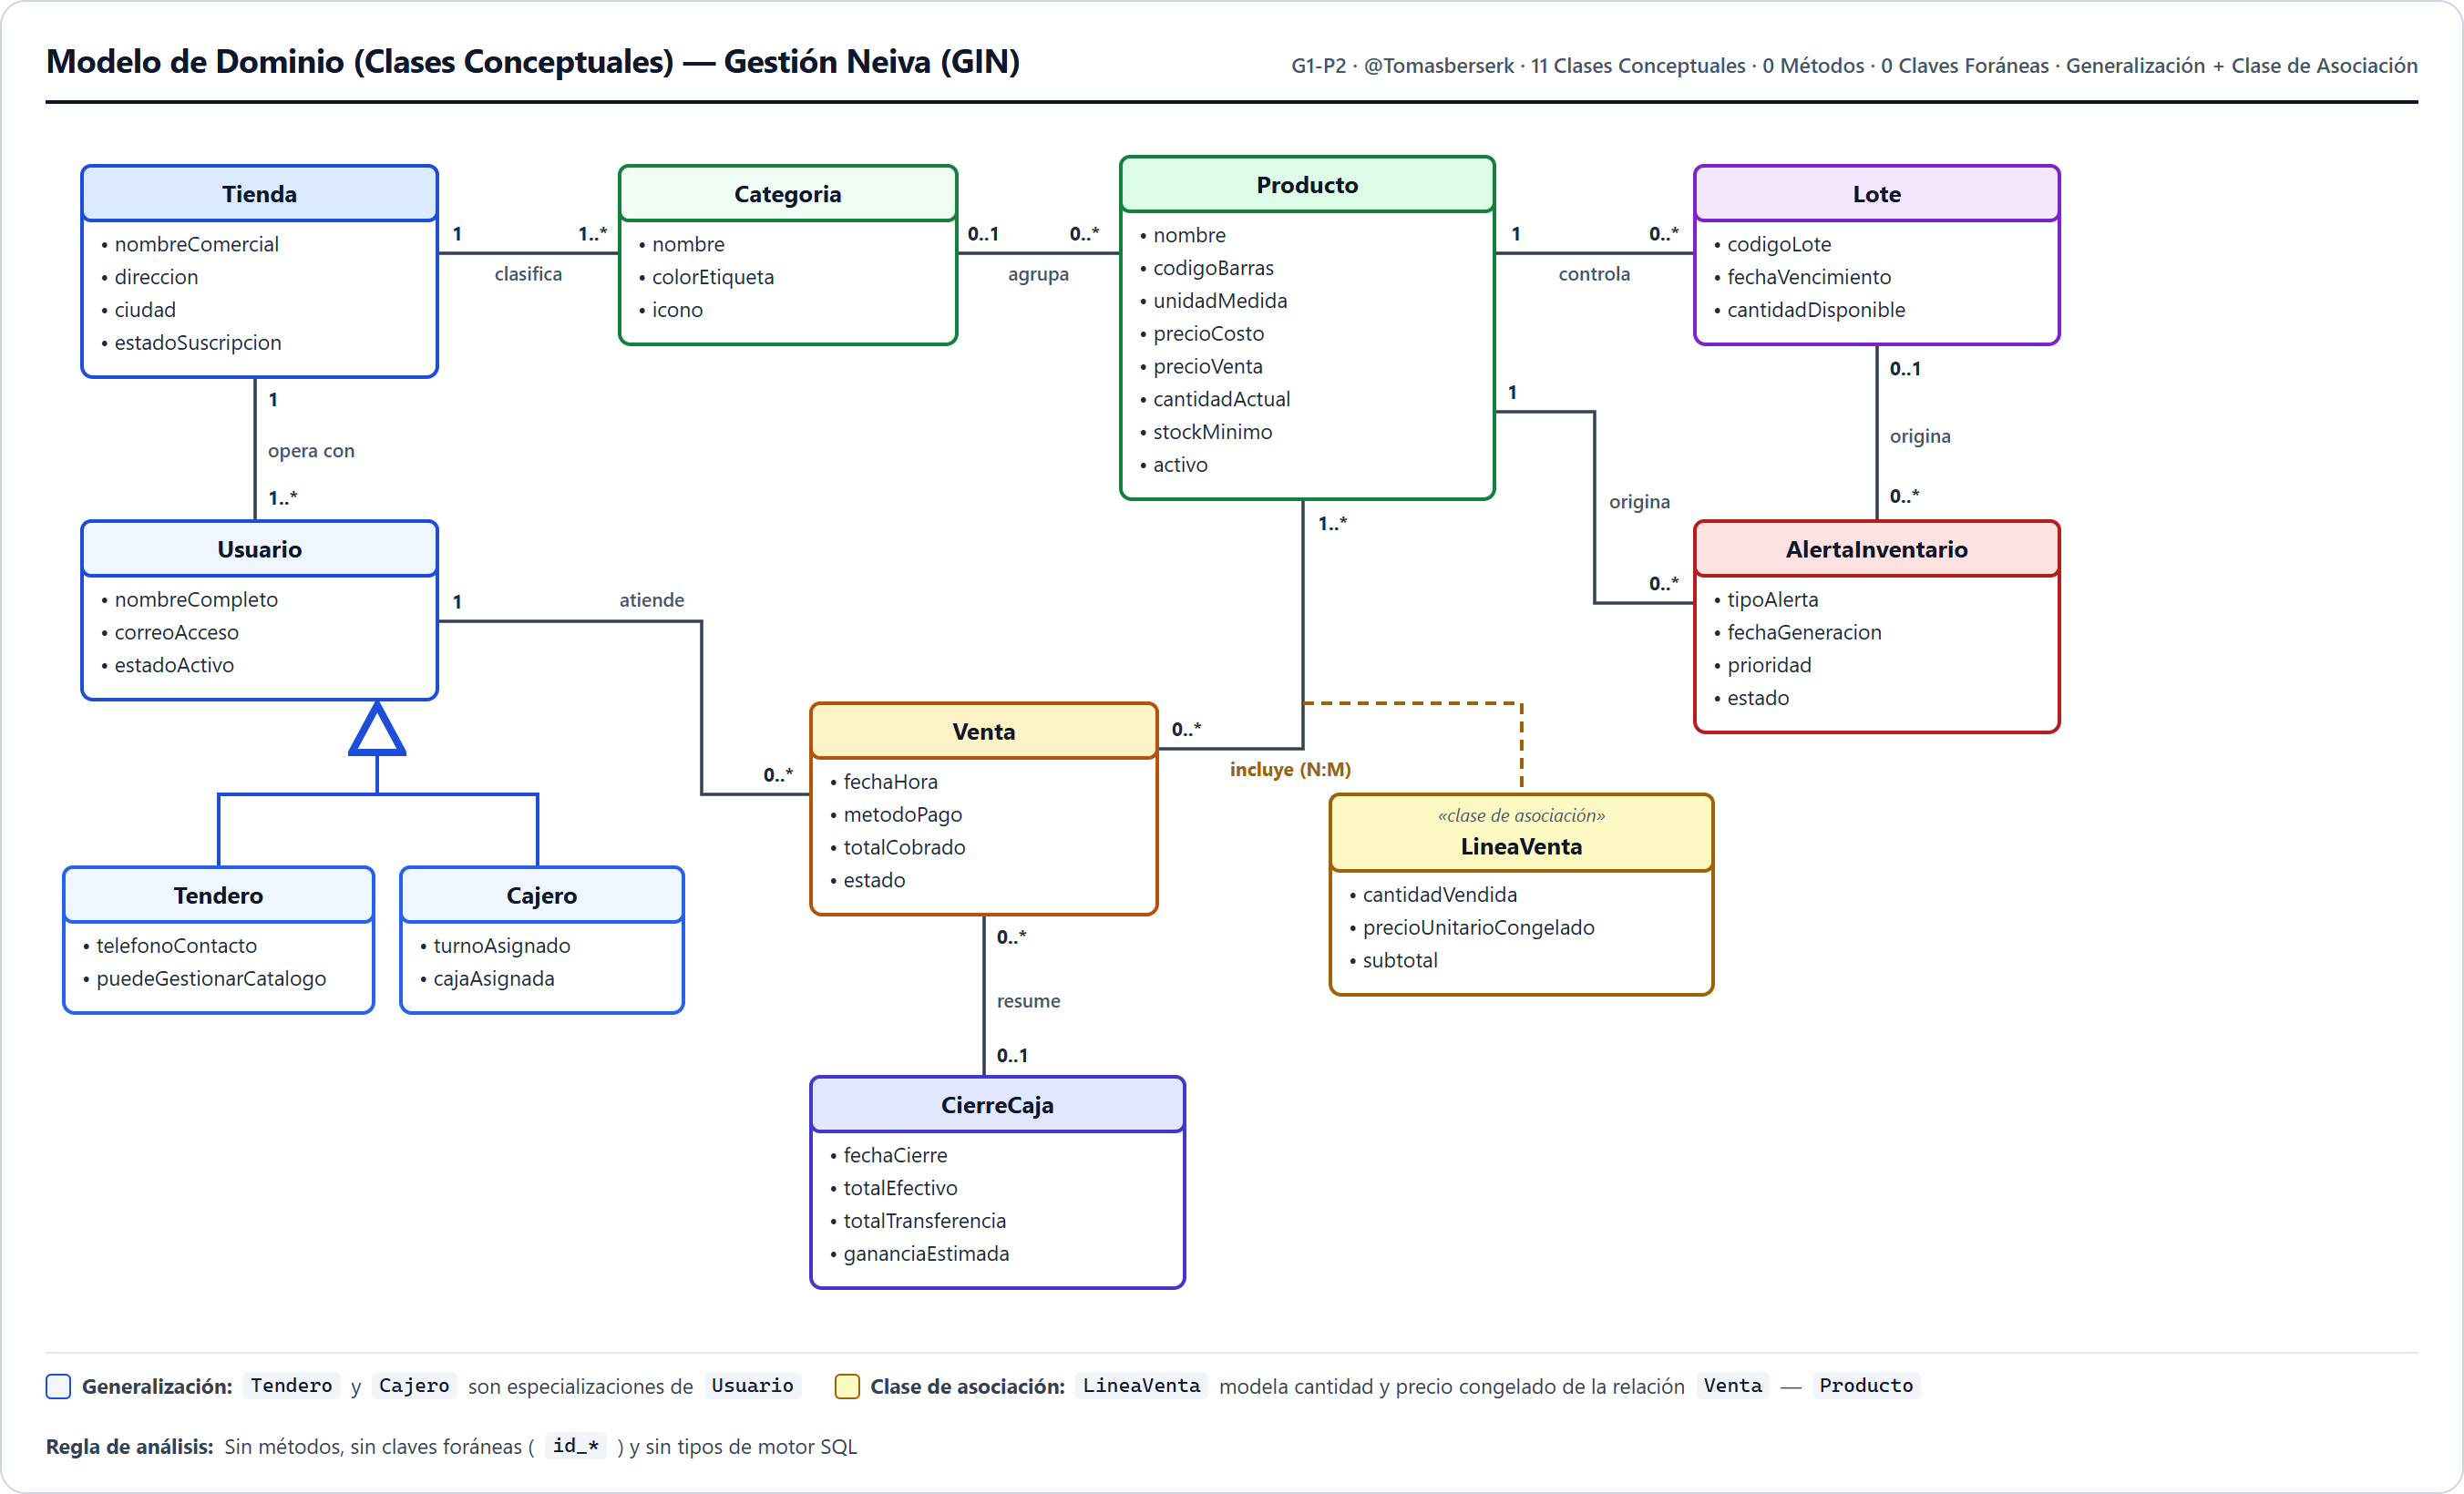 Modelo de Dominio (Clases Conceptuales) — Gestión Neiva (GIN)
G1-P2 · @Tomasberserk · 11 Clases Conceptuales · 0 Métodos · 0 Claves Foráneas · Generalización + Clase de Asociación
Tienda
• nombreComercial
• direccion
• ciudad
• estadoSuscripcion
1
1..*
clasifica
Categoria
• nombre
• colorEtiqueta
• icono
0..1
0..*
agrupa
Producto
• nombre
• codigoBarras
• unidadMedida
• precioCosto
• precioVenta
• cantidadActual
• stockMinimo
• activo
1
0..*
controla
Lote
• codigoLote
• fechaVencimiento
• cantidadDisponible
1
opera con
1..*
1
origina
0..*
0..1
origina
0..*
Usuario
• nombreCompleto
• correoAcceso
• estadoActivo
1
atiende
0..*
1..*
AlertaInventario
• tipoAlerta
• fechaGeneracion
• prioridad
• estado
Venta
• fechaHora
• metodoPago
• totalCobrado
• estado
0..*
incluye (N:M)
«clase de asociación»
LineaVenta
• cantidadVendida
• precioUnitarioCongelado
• subtotal
Tendero
• telefonoContacto
• puedeGestionarCatalogo
Cajero
• turnoAsignado
• cajaAsignada
0..*
resume
0..1
CierreCaja
• fechaCierre
• totalEfectivo
• totalTransferencia
• gananciaEstimada
Generalización: Tendero y Cajero son especializaciones de Usuario
Clase de asociación: LineaVenta modela cantidad y precio congelado de la relación Venta — Producto
Regla de análisis: Sin métodos, sin claves foráneas ( id_* ) y sin tipos de motor SQL